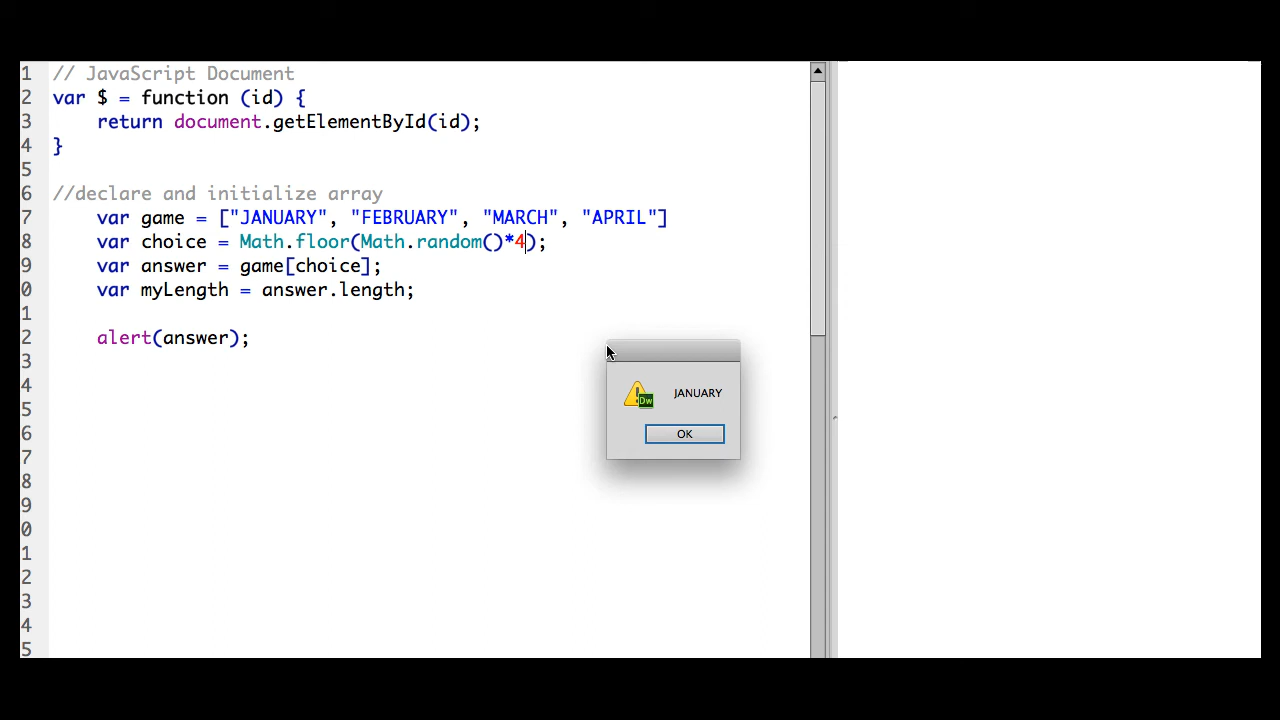 1 // JavaScript Document
2 var $ = function (id) {
3 return document.getElementById(id);
4 }
5
6 //declare and initialize array
7 var game = ["JANUARY", "FEBRUARY", "MARCH", "APRIL"]
8 var choice = Math.floor(Math.random()*4);
9 var answer = game[choice];
0 var myLength = answer.length;
1
2 alert(answer);
3
4
5
6
7
8
9
0
1
2
3
4
5
JANUARY
Dw
OK